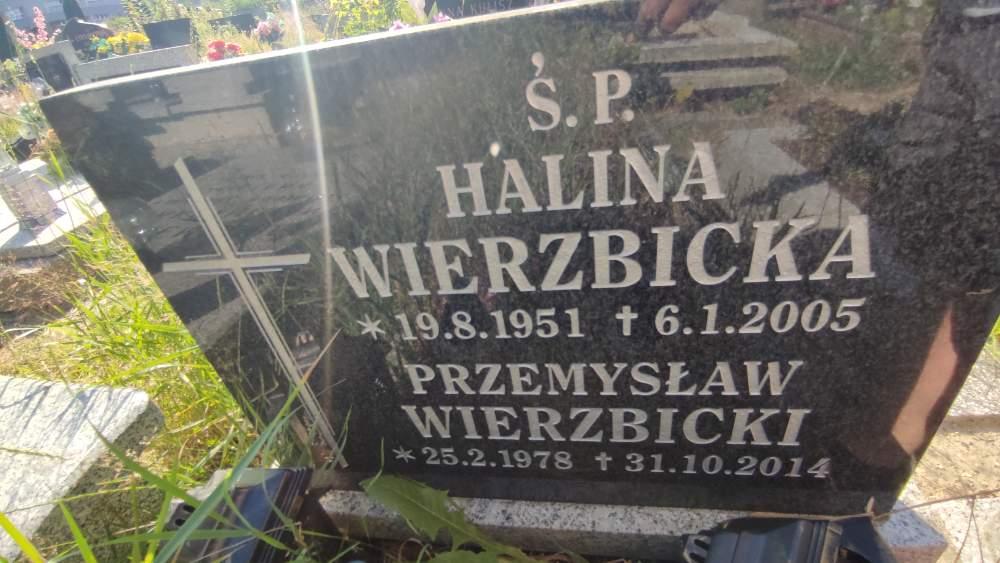 Ś. P.
HALINA
WIERZBICKA
* 19.8.1951 † 6.1.2005
PRZEMYSŁAW
WIERZBICKI
* 25.2.1978 † 31.10.2014